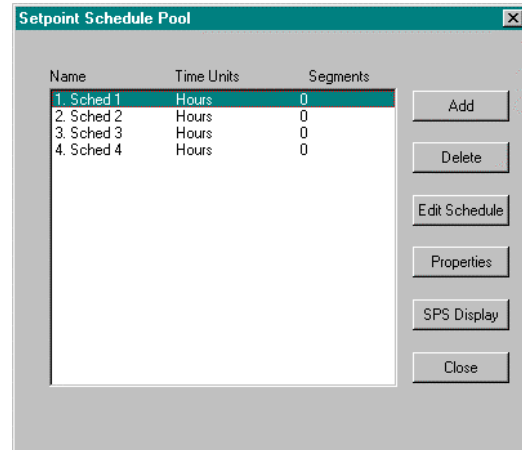 Setpoint Schedule Pool
Name Time Units Segments
1. Sched 1 Hours 0
2. Sched 2 Hours 0
3. Sched 3 Hours 0
4. Sched 4 Hours 0
Add
Delete
Edit Schedule
Properties
SPS Display
Close